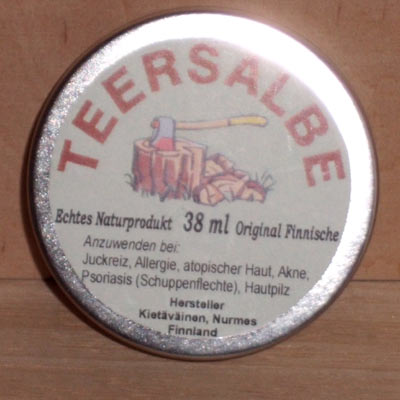 TEERSALBE
Echtes Naturprodukt 38 ml Original Finnische
Anzuwenden bei:
Juckreiz, Allergie, atopischer Haut, Akne,
Psoriasis (Schuppenflechte), Hautpilz
Hersteller
Kietäväinen, Nurmes
Finnland